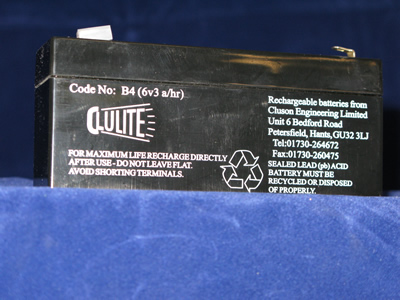 Code No: B4 (6v3 a/hr)
CLULITE
FOR MAXIMUM LIFE RECHARGE DIRECTLY
AFTER USE - DO NOT LEAVE FLAT.
AVOID SHORTING TERMINALS.
Rechargeable batteries from
Cluson Engineering Limited
Unit 6 Bedford Road
Petersfield, Hants,GU32 3LJ
Tel:01730-264672
Fax:01730-260475
SEALED LEAD (pb) ACID
BATTERY MUST BE
RECYCLED OR DISPOSED
OF PROPERLY.